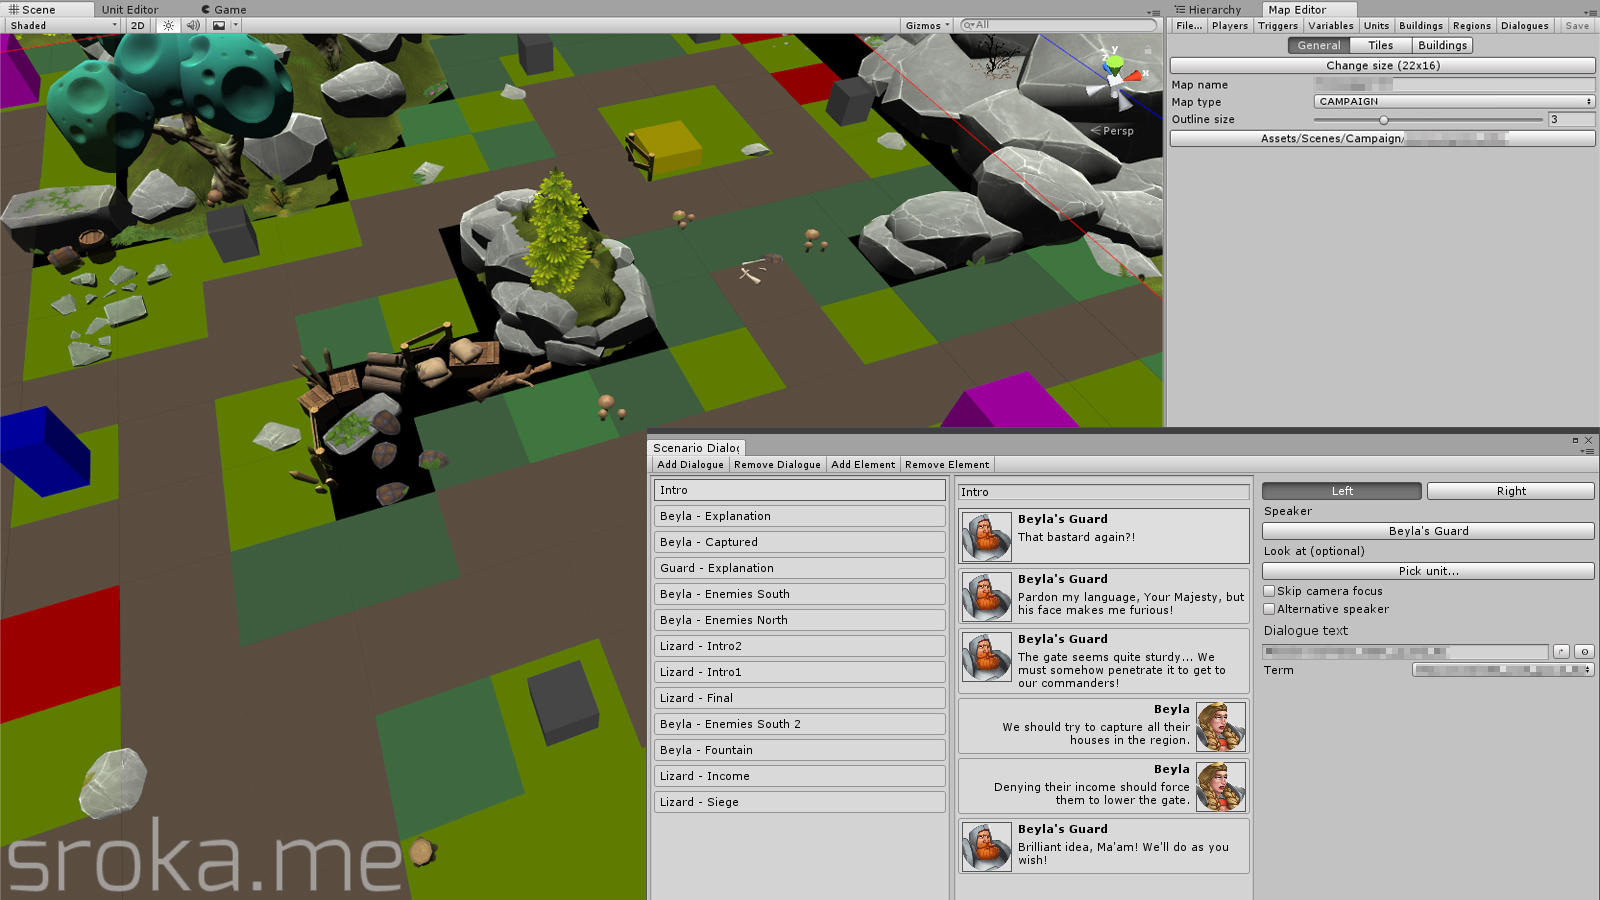 Scene
Unit Editor
Game
Hierarchy
Map Editor
Shaded
2D
Gizmos
All
File...
Players
Triggers
Variables
Units
Buildings
Regions
Dialogues
Save
General
Tiles
Buildings
Change size (22x16)
Map name
Map type
CAMPAIGN
Outline size
3
Assets/Scenes/Campaign/
y
x
z
Persp
Scenario Dialog
Add Dialogue
Remove Dialogue
Add Element
Remove Element
Intro
Beyla - Explanation
Beyla - Captured
Guard - Explanation
Beyla - Enemies South
Beyla - Enemies North
Lizard - Intro2
Lizard - Intro1
Lizard - Final
Beyla - Enemies South 2
Beyla - Fountain
Lizard - Income
Lizard - Siege
Intro
Beyla's Guard
That bastard again?!
Beyla's Guard
Pardon my language, Your Majesty, but
his face makes me furious!
Beyla's Guard
The gate seems quite sturdy... We
must somehow penetrate it to get to
our commanders!
Beyla
We should try to capture all their
houses in the region.
Beyla
Denying their income should force
them to lower the gate.
Beyla's Guard
Brilliant idea, Ma'am! We'll do as you
wish!
Left
Right
Speaker
Beyla's Guard
Look at (optional)
Pick unit...
Skip camera focus
Alternative speaker
Dialogue text
Term
sroka.me